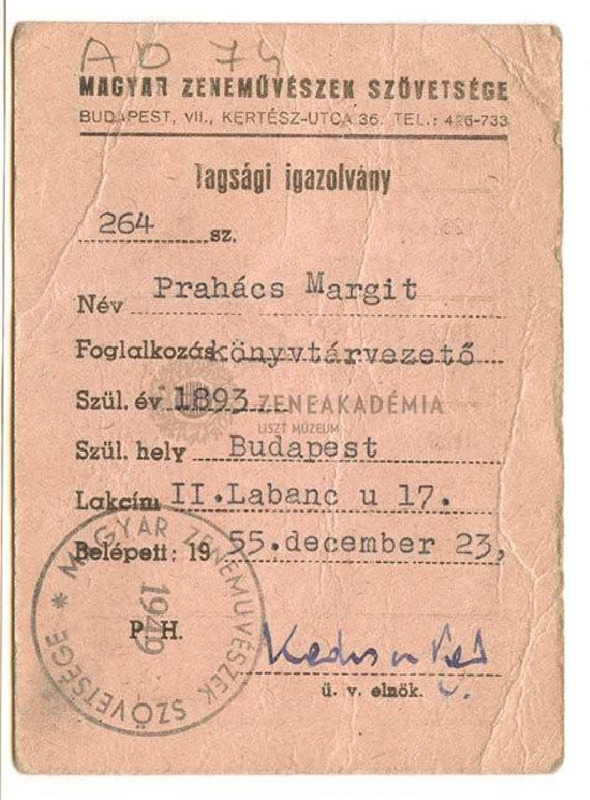 AD 74
MAGYAR ZENEMŰVÉSZEK SZÖVETSÉGE
BUDAPEST, VII., KERTÉSZ-UTCA 36. TEL.: 426-733
Tagsági igazolvány
264 sz.
Név Prahács Margit
Foglalkozás könyvtárvezető
Szül. év 1893
ZENEAKADÉMIA
LISZT MÚZEUM
Szül. hely Budapest
Lakcím II. Labanc u 17.
Belépett: 19 55. december 23,
MAGYAR ZENEMŰVÉSZEK SZÖVETSÉGE *
1949
P. H.
ü. v. elnök.